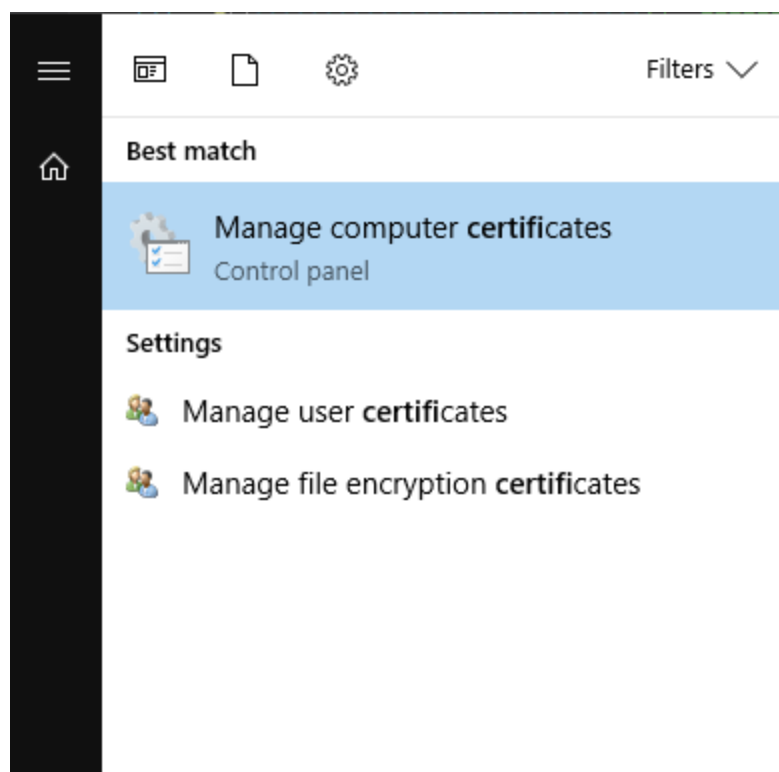 Filters
Best match
Manage computer certificates
Control panel
Settings
Manage user certificates
Manage file encryption certificates